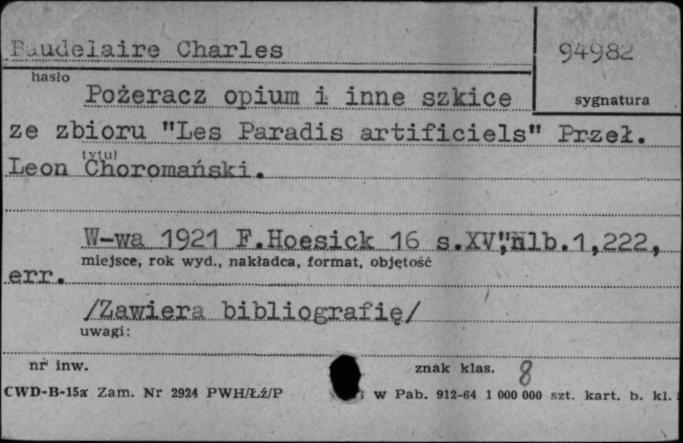 Baudelaire Charles
94982
hasło
Pożeracz opium i inne szkice
sygnatura
ze zbioru "Les Paradis artificiels" Przeł.
tytuł
Leon Choromański.
W-wa 1921 F.Hoesick 16 s.XV, nlb.1,222,
miejsce, rok wyd., nakładca, format, objętość
err.
/Zawiera bibliografię/
uwagi:
nr inw.
znak klas. 8
CWD-B-15a Zam. Nr 2924 PWH/Łź/P
w Pab. 912-64 1 000 000 szt. kart. b. kl.